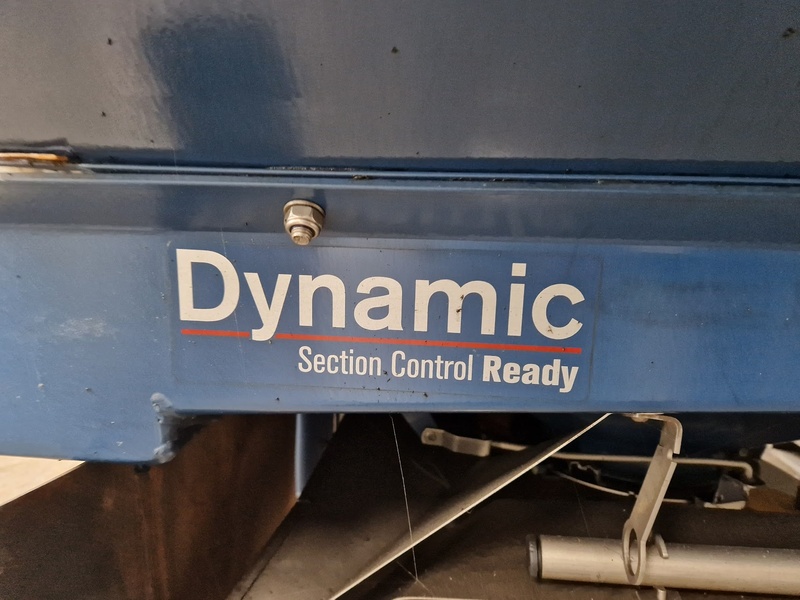 Dynamic
Section Control Ready